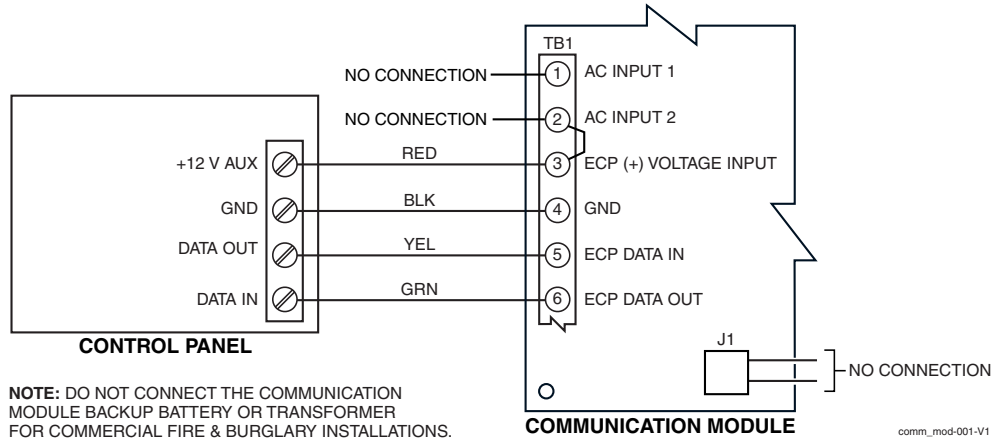 TB1
NO CONNECTION 1 AC INPUT 1
NO CONNECTION 2 AC INPUT 2
+12 V AUX RED 3 ECP (+) VOLTAGE INPUT
GND BLK 4 GND
DATA OUT YEL 5 ECP DATA IN
DATA IN GRN 6 ECP DATA OUT
CONTROL PANEL
J1
NO CONNECTION
NOTE: DO NOT CONNECT THE COMMUNICATION
MODULE BACKUP BATTERY OR TRANSFORMER
FOR COMMERCIAL FIRE & BURGLARY INSTALLATIONS.
COMMUNICATION MODULE
comm_mod-001-V1